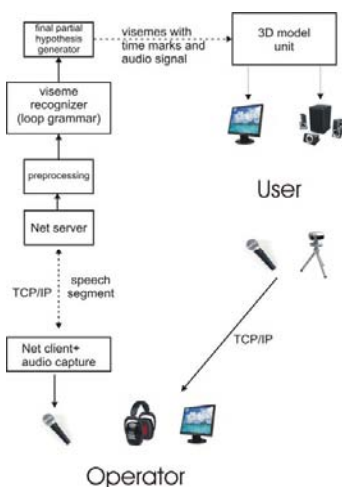 final partial
hypothesis
generator
visemes with
time marks and
audio signal
3D model
unit
viseme
recognizer
(loop grammar)
preprocessing
User
Net server
TCP/IP
speech
segment
TCP/IP
Net client+
audio capture
Operator